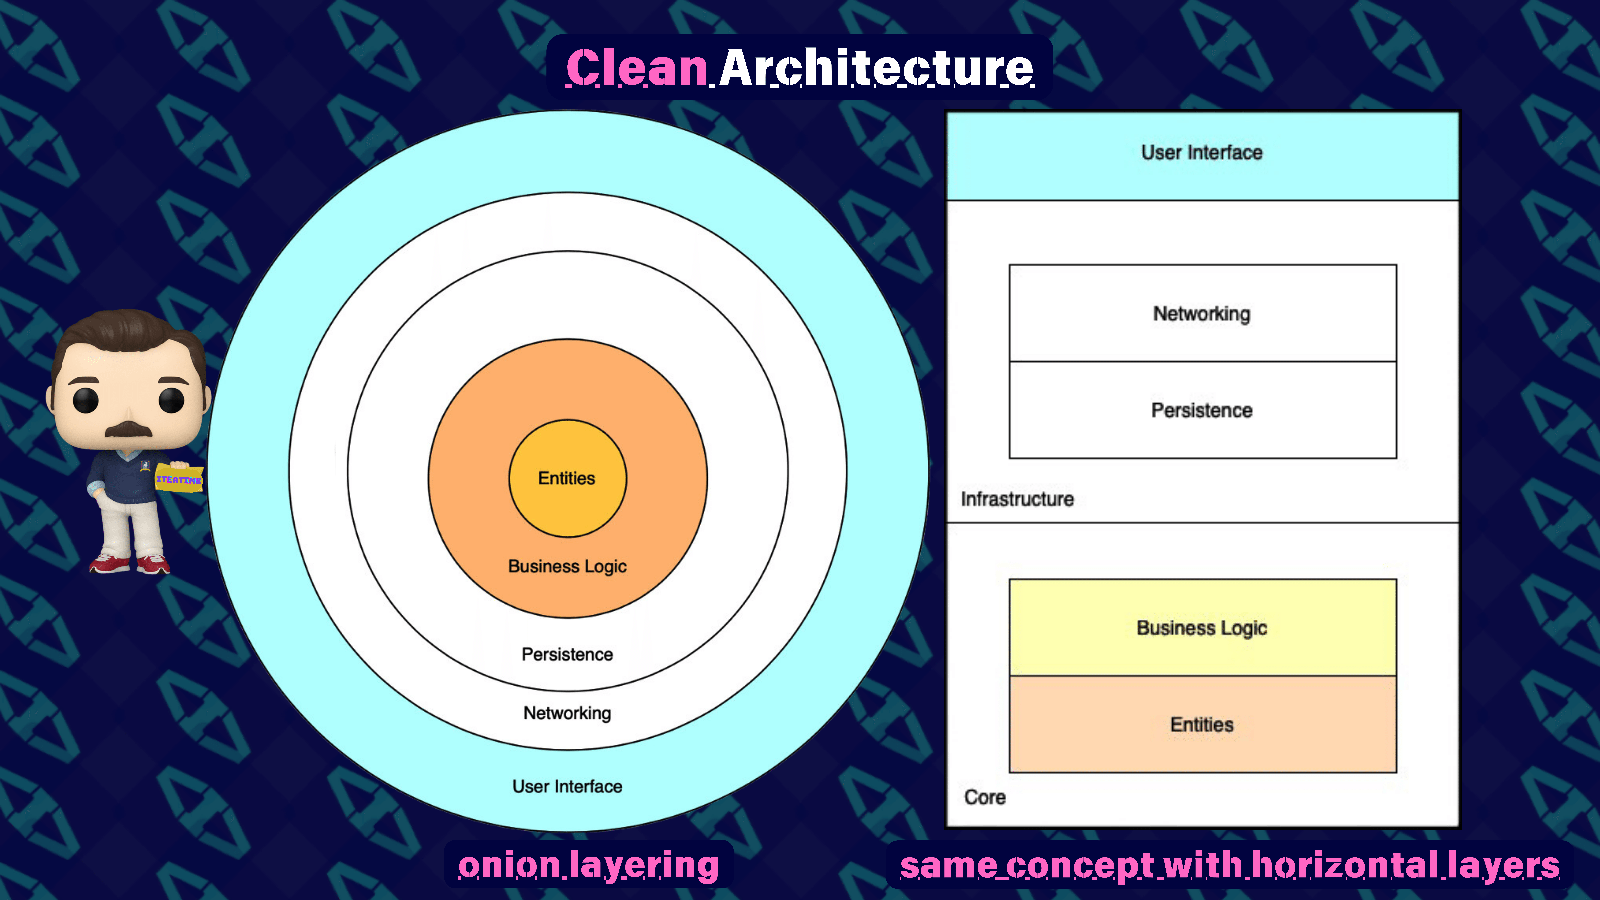 Clean Architecture
User Interface
Networking
Persistence
Infrastructure
Business Logic
Entities
Core
Entities
Business Logic
Persistence
Networking
User Interface
ITEATIME
onion layering
same concept with horizontal layers